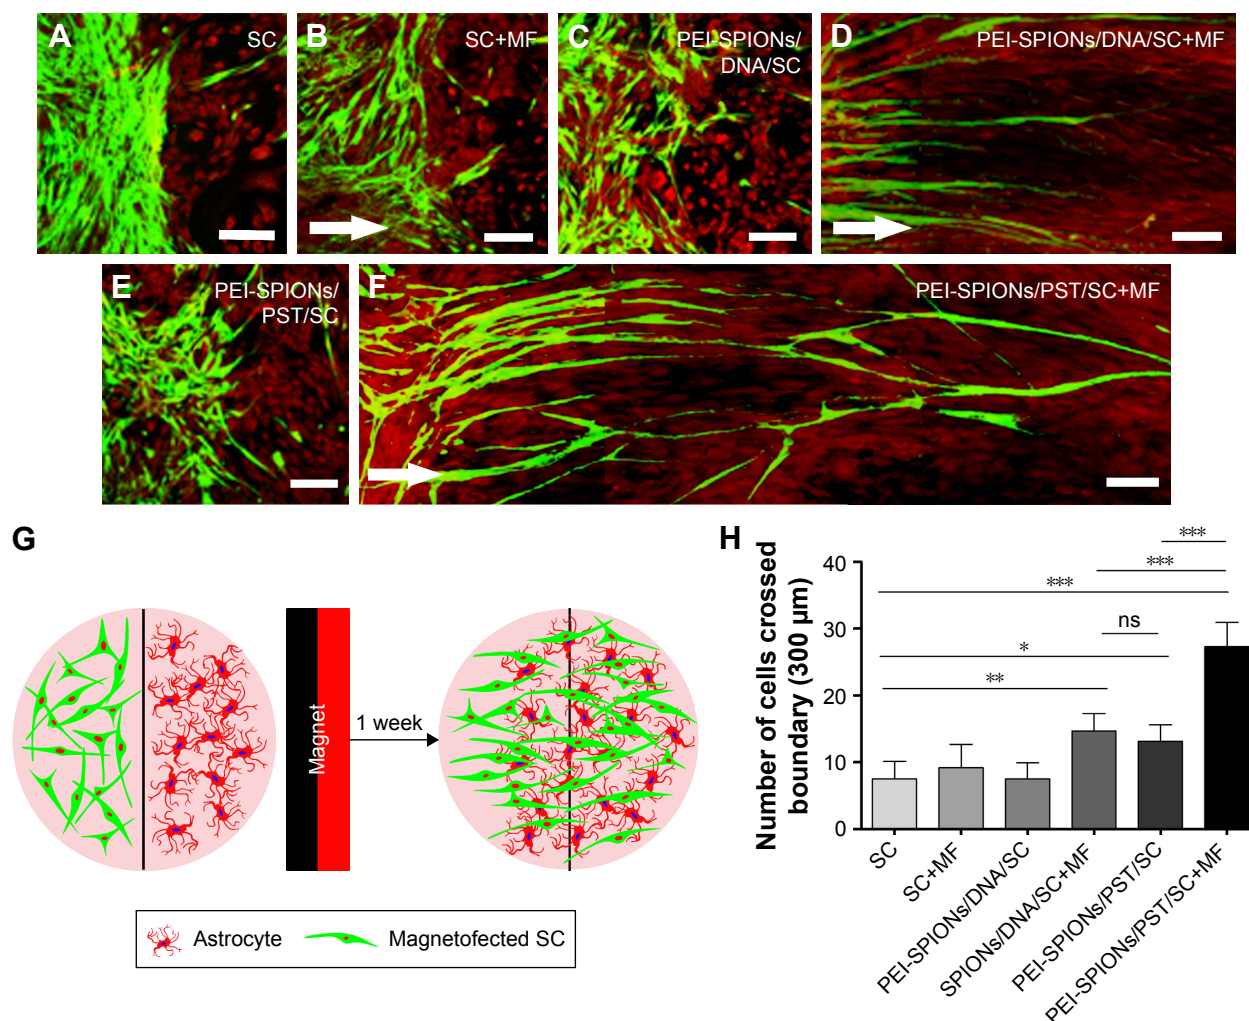 A
SC
B
SC+MF
C
PEI-SPIONs/
DNA/SC
D
PEI-SPIONs/DNA/SC+MF
E
PEI-SPIONs/
PST/SC
F
PEI-SPIONs/PST/SC+MF
G
Magnet
1 week
Astrocyte
Magnetofected SC
H
Number of cells crossed
boundary (300 µm)
40
30
20
10
0
***
***
***
ns
*
**
SC
SC+MF
PEI-SPIONs/DNA/SC
SPIONs/DNA/SC+MF
PEI-SPIONs/PST/SC
PEI-SPIONs/PST/SC+MF